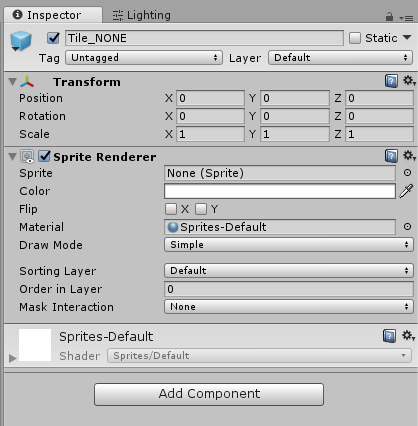 Inspector Lighting
Tile_NONE Static
Tag Untagged Layer Default
Transform
Position X 0 Y 0 Z 0
Rotation X 0 Y 0 Z 0
Scale X 1 Y 1 Z 1
Sprite Renderer
Sprite None (Sprite)
Color
Flip X Y
Material Sprites-Default
Draw Mode Simple
Sorting Layer Default
Order in Layer 0
Mask Interaction None
Sprites-Default
Shader Sprites/Default
Add Component